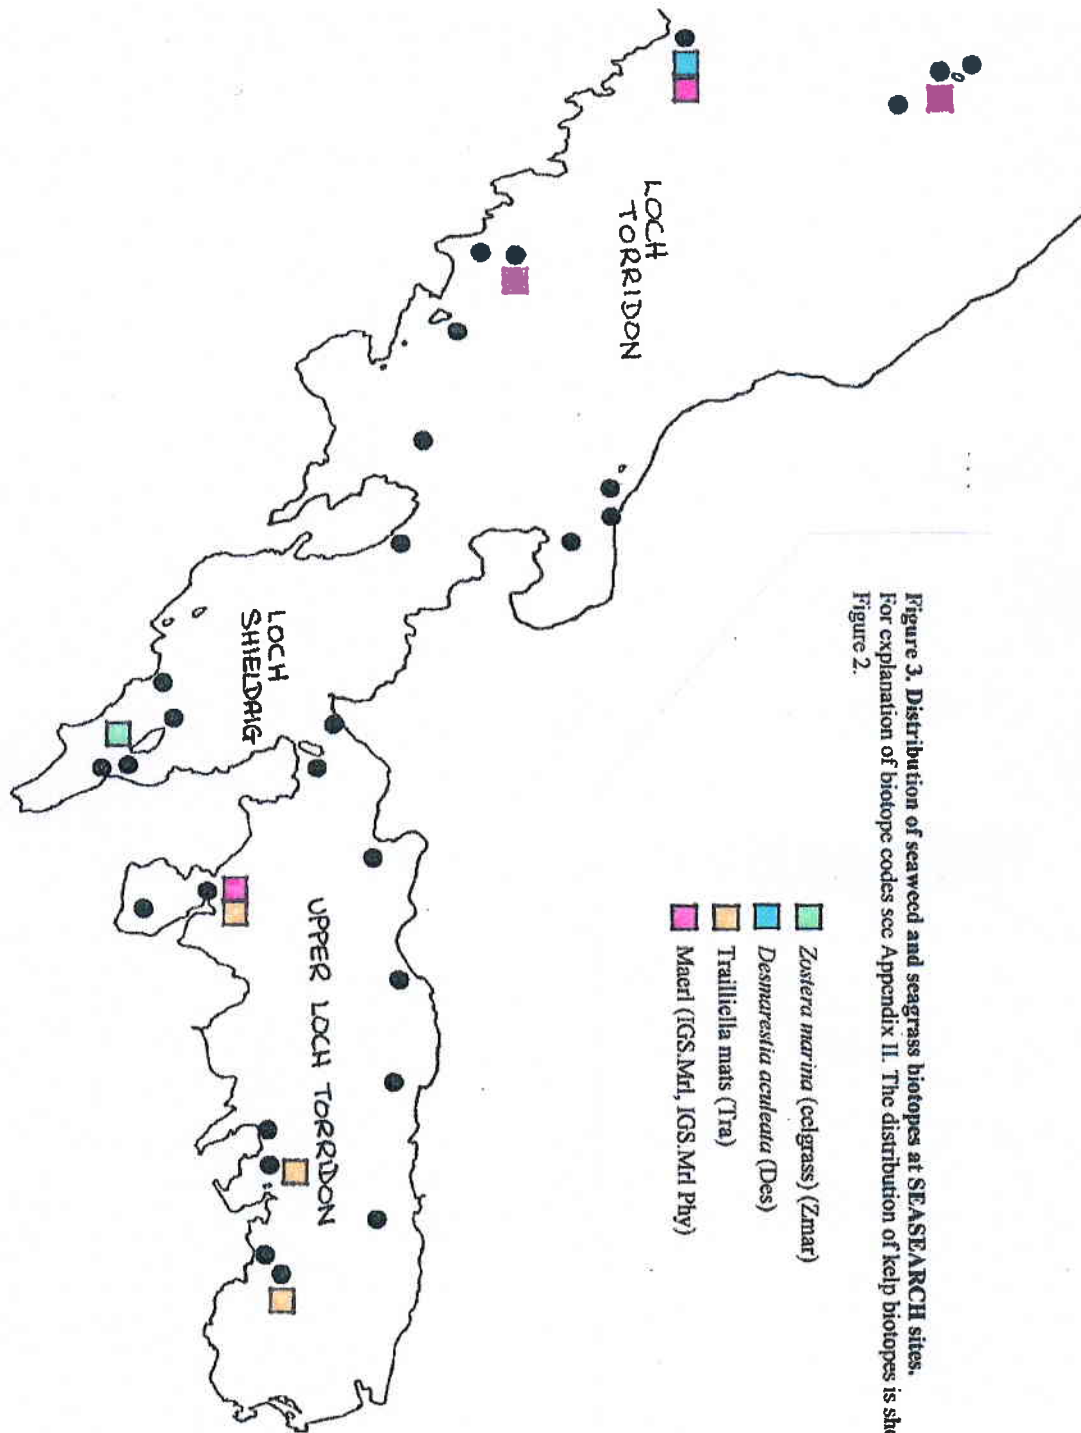 Figure 3. Distribution of seaweed and seagrass biotopes at SEASEARCH sites.
For explanation of biotope codes see Appendix II. The distribution of kelp biotopes is
Figure 2.
Zostera marina (eelgrass) (Zmar)
Desmarestia aculeata (Des)
Trailliella mats (Tra)
Maerl (IGS.Mrl, IGS.Mrl Phy)
LOCH
TORRIDON
LOCH
SHIELDAIG
UPPER LOCH TORRIDON